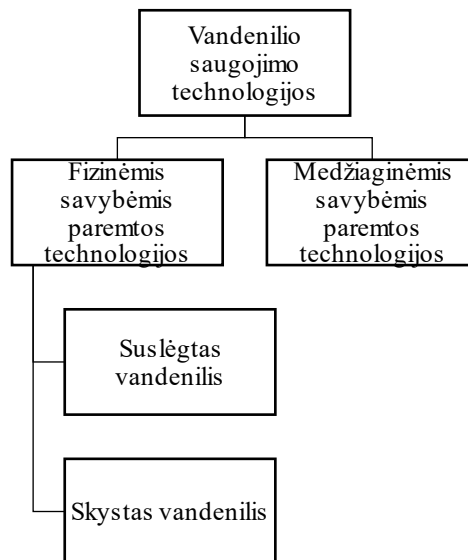 Vandenilio
saugojimo
technologijos
Fizinėmis
savybėmis
paremtos
technologijos
Medžiaginėmis
savybėmis
paremtos
technologijos
Suslėgtas
vandenilis
Skystas vandenilis